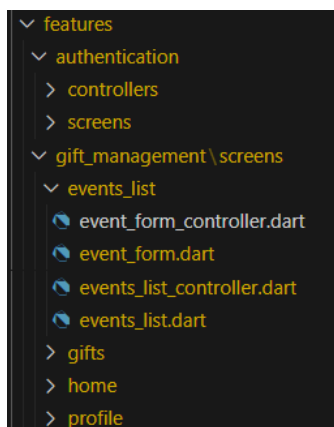 features
authentication
controllers
screens
gift_management\screens
events_list
event_form_controller.dart
event_form.dart
events_list_controller.dart
events_list.dart
gifts
home
profile